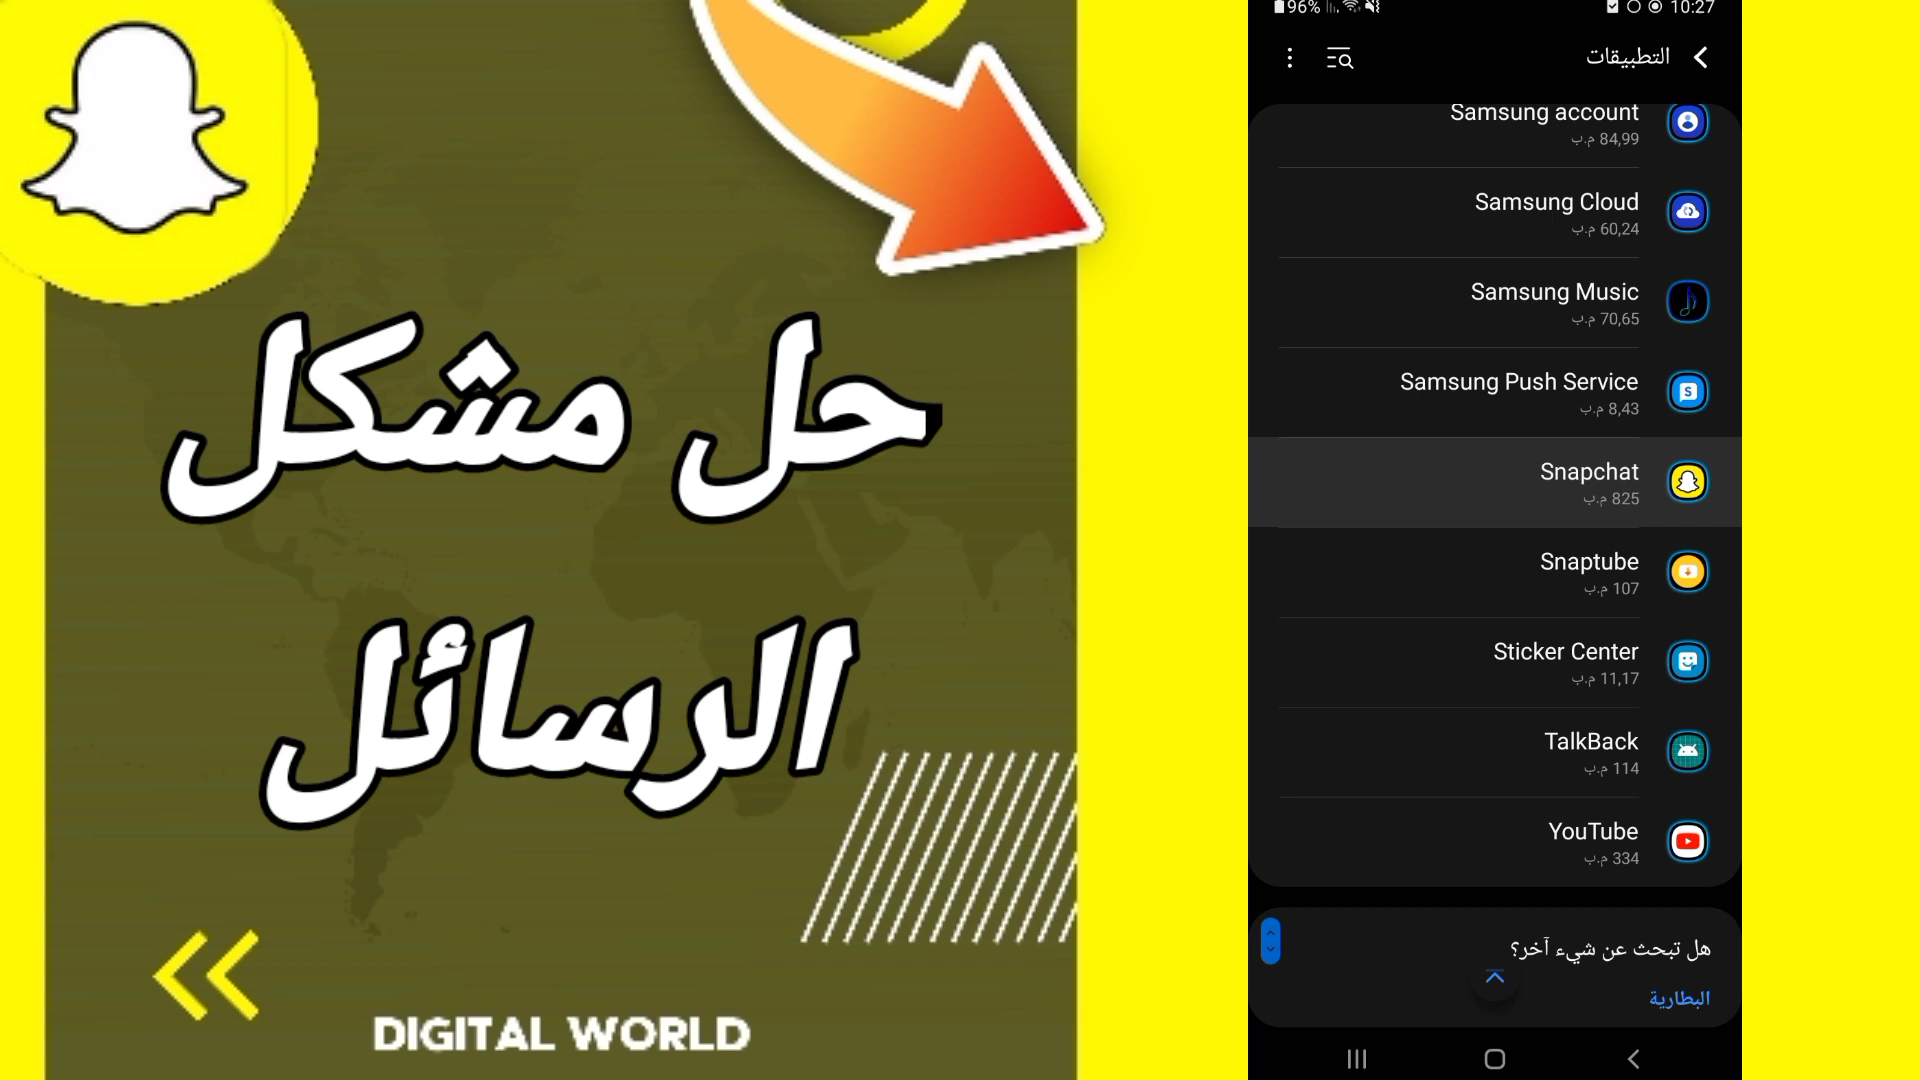 حل مشكل
الرسائل
DIGITAL WORLD
96%
10:27
التطبيقات
Samsung account
84,99 م.ب
Samsung Cloud
60,24 م.ب
Samsung Music
70,65 م.ب
Samsung Push Service
8,43 م.ب
Snapchat
825 م.ب
Snaptube
107 م.ب
Sticker Center
11,17 م.ب
TalkBack
114 م.ب
YouTube
334 م.ب
هل تبحث عن شيء آخر؟
البطارية